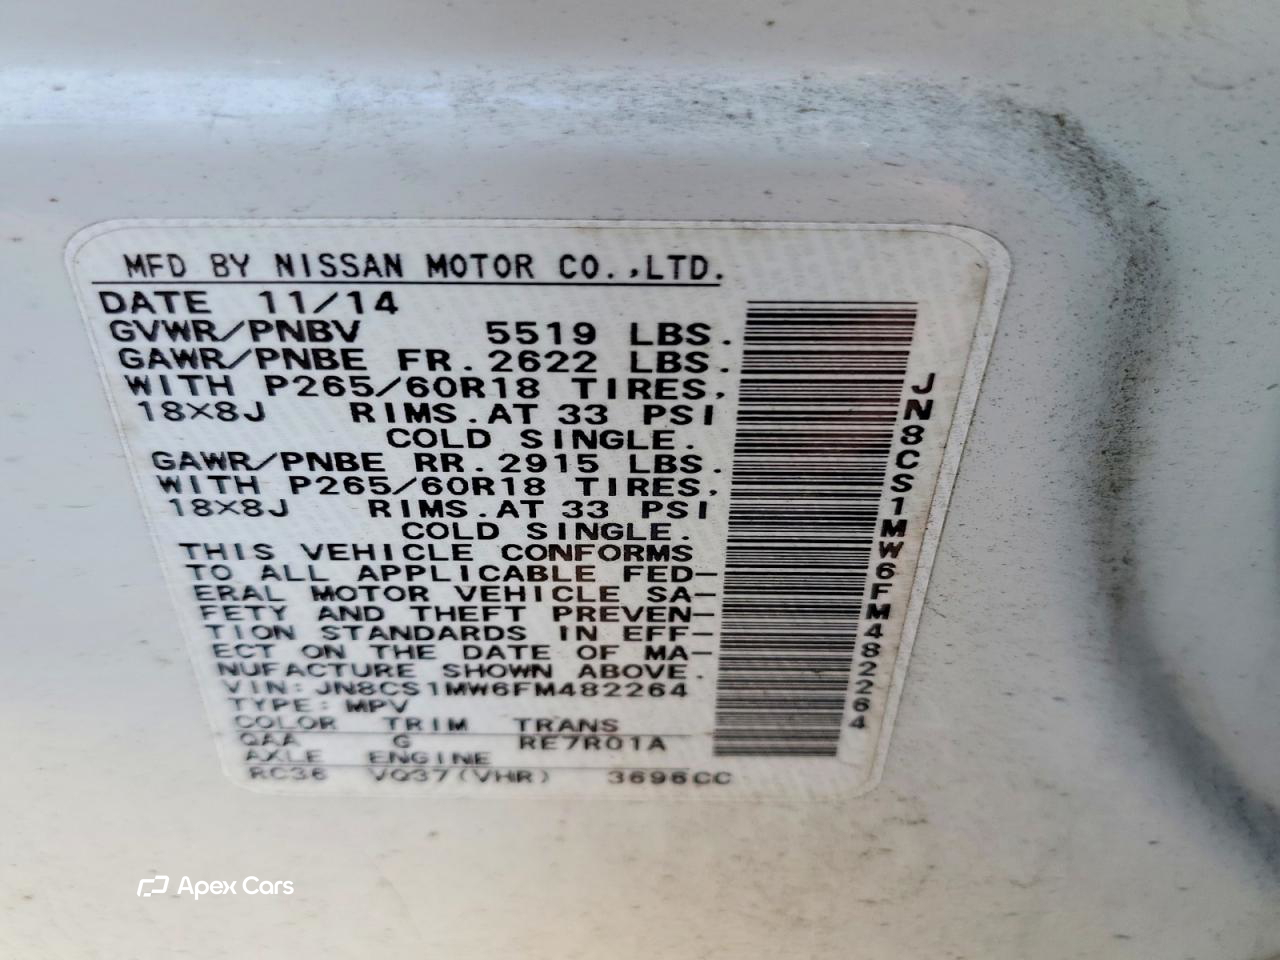 MFD BY NISSAN MOTOR CO.,LTD.
DATE 11/14
GVWR/PNBV 5519 LBS.
GAWR/PNBE FR. 2622 LBS.
WITH P265/60R18 TIRES,
18X8J RIMS.AT 33 PSI
COLD SINGLE.
GAWR/PNBE RR. 2915 LBS.
WITH P265/60R18 TIRES,
18X8J RIMS.AT 33 PSI
COLD SINGLE.
THIS VEHICLE CONFORMS
TO ALL APPLICABLE FED-
ERAL MOTOR VEHICLE SA-
FETY AND THEFT PREVEN-
TION STANDARDS IN EFF-
ECT ON THE DATE OF MA-
NUFACTURE SHOWN ABOVE.
VIN: JN8CS1MW6FM482264
TYPE: MPV
COLOR TRIM TRANS
QAA G RE7R01A
AXLE ENGINE
RC36 VQ37(VHR) 3696CC
JN8CS1MW6FM482264
Apex Cars